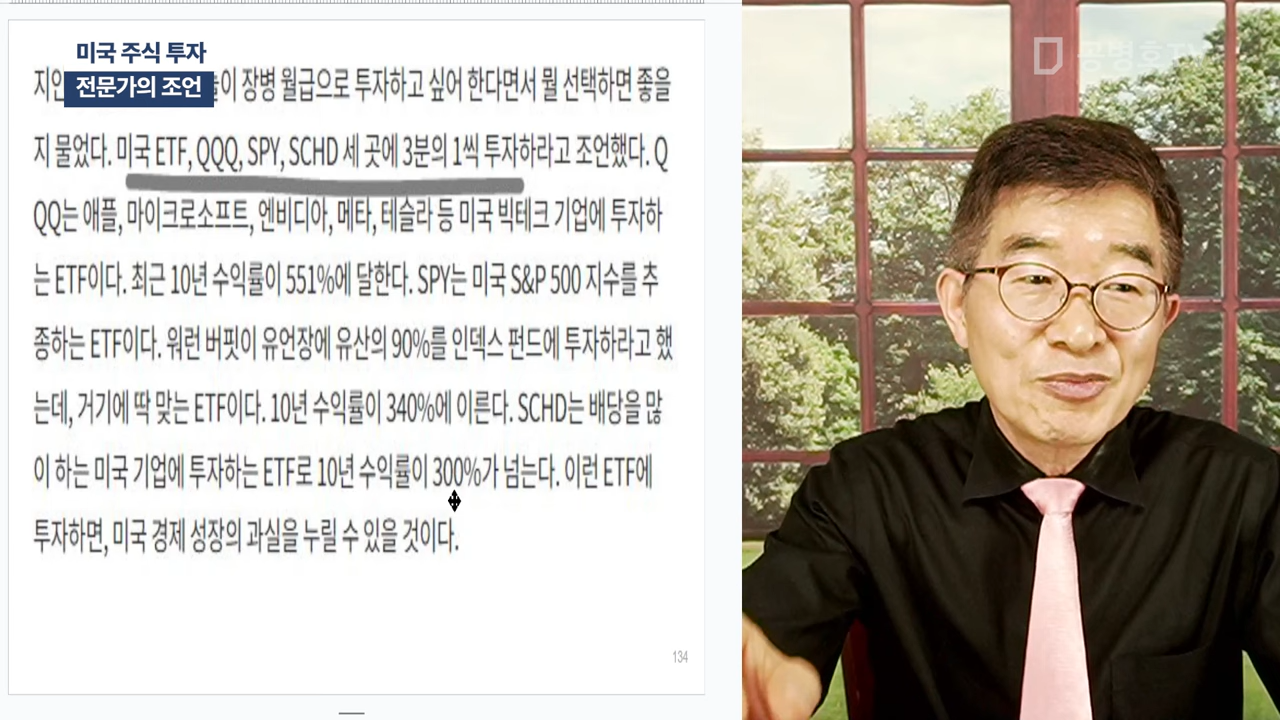 미국 주식 투자
전문가의 조언
장병 월급으로 투자하고 싶어 한다면서 뭘 선택하면 좋을
지 물었다. 미국 ETF, QQQ, SPY, SCHD 세 곳에 3분의 1씩 투자하라고 조언했다. Q
QQ는 애플, 마이크로소프트, 엔비디아, 메타, 테슬라 등 미국 빅테크 기업에 투자하
는 ETF이다. 최근 10년 수익률이 551%에 달한다. SPY는 미국 S&P 500 지수를 추
종하는 ETF이다. 워런 버핏이 유언장에 유산의 90%를 인덱스 펀드에 투자하라고 했
는데, 거기에 딱 맞는 ETF이다. 10년 수익률이 340%에 이른다. SCHD는 배당을 많
이 하는 미국 기업에 투자하는 ETF로 10년 수익률이 300%가 넘는다. 이런 ETF에
투자하면, 미국 경제 성장의 과실을 누릴 수 있을 것이다.
134